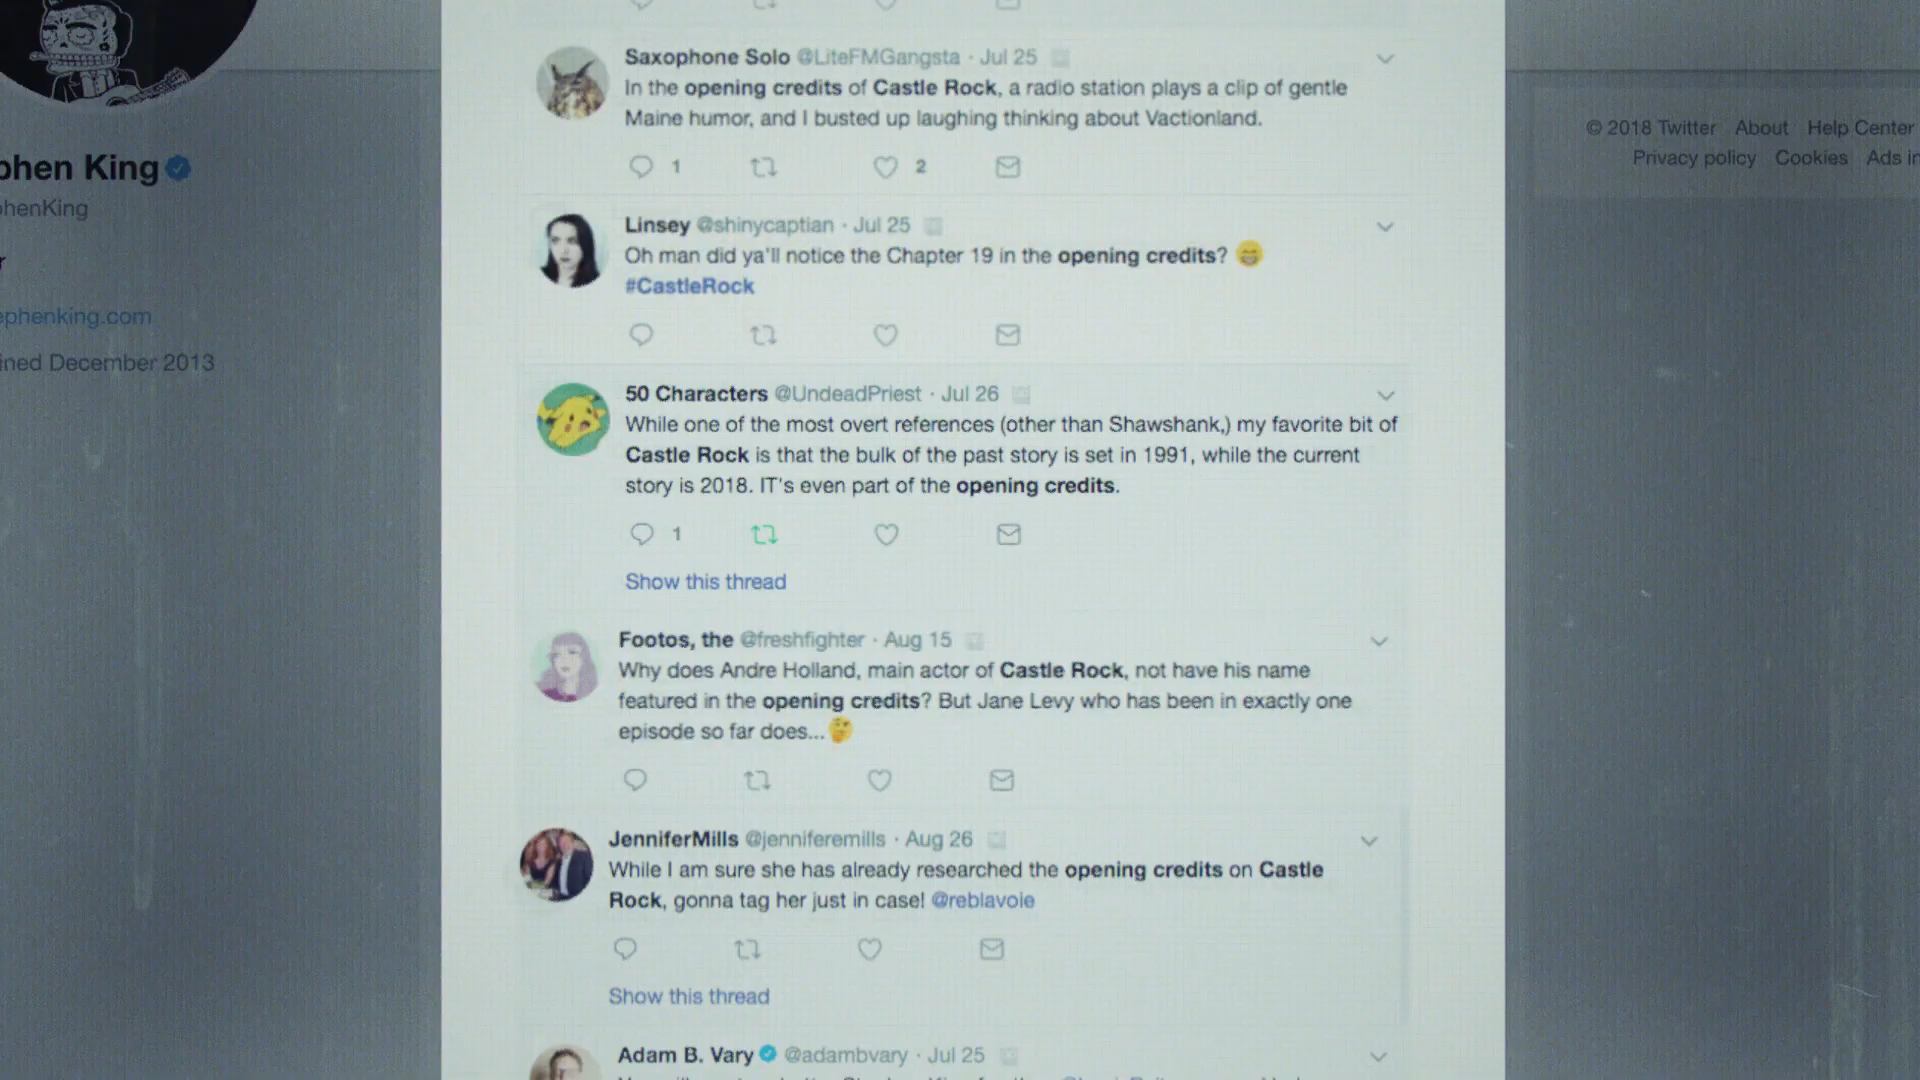 Saxophone Solo @LiteFMGangsta · Jul 25
In the opening credits of Castle Rock, a radio station plays a clip of gentle
Maine humor, and I busted up laughing thinking about Vactionland.
1 2
Linsey @shinycaptian · Jul 25
Oh man did ya'll notice the Chapter 19 in the opening credits?
#CastleRock
50 Characters @UndeadPriest · Jul 26
While one of the most overt references (other than Shawshank,) my favorite bit of
Castle Rock is that the bulk of the past story is set in 1991, while the current
story is 2018. IT's even part of the opening credits.
1
Show this thread
Footos, the @freshfighter · Aug 15
Why does Andre Holland, main actor of Castle Rock, not have his name
featured in the opening credits? But Jane Levy who has been in exactly one
episode so far does...
JenniferMills @jenniferemills · Aug 26
While I am sure she has already researched the opening credits on Castle
Rock, gonna tag her just in case! @reblavoie
Show this thread
Adam B. Vary @adambvary · Jul 25
phen King
phenKing
r
ephenking.com
ined December 2013
© 2018 Twitter About Help Center
Privacy policy Cookies Ads in